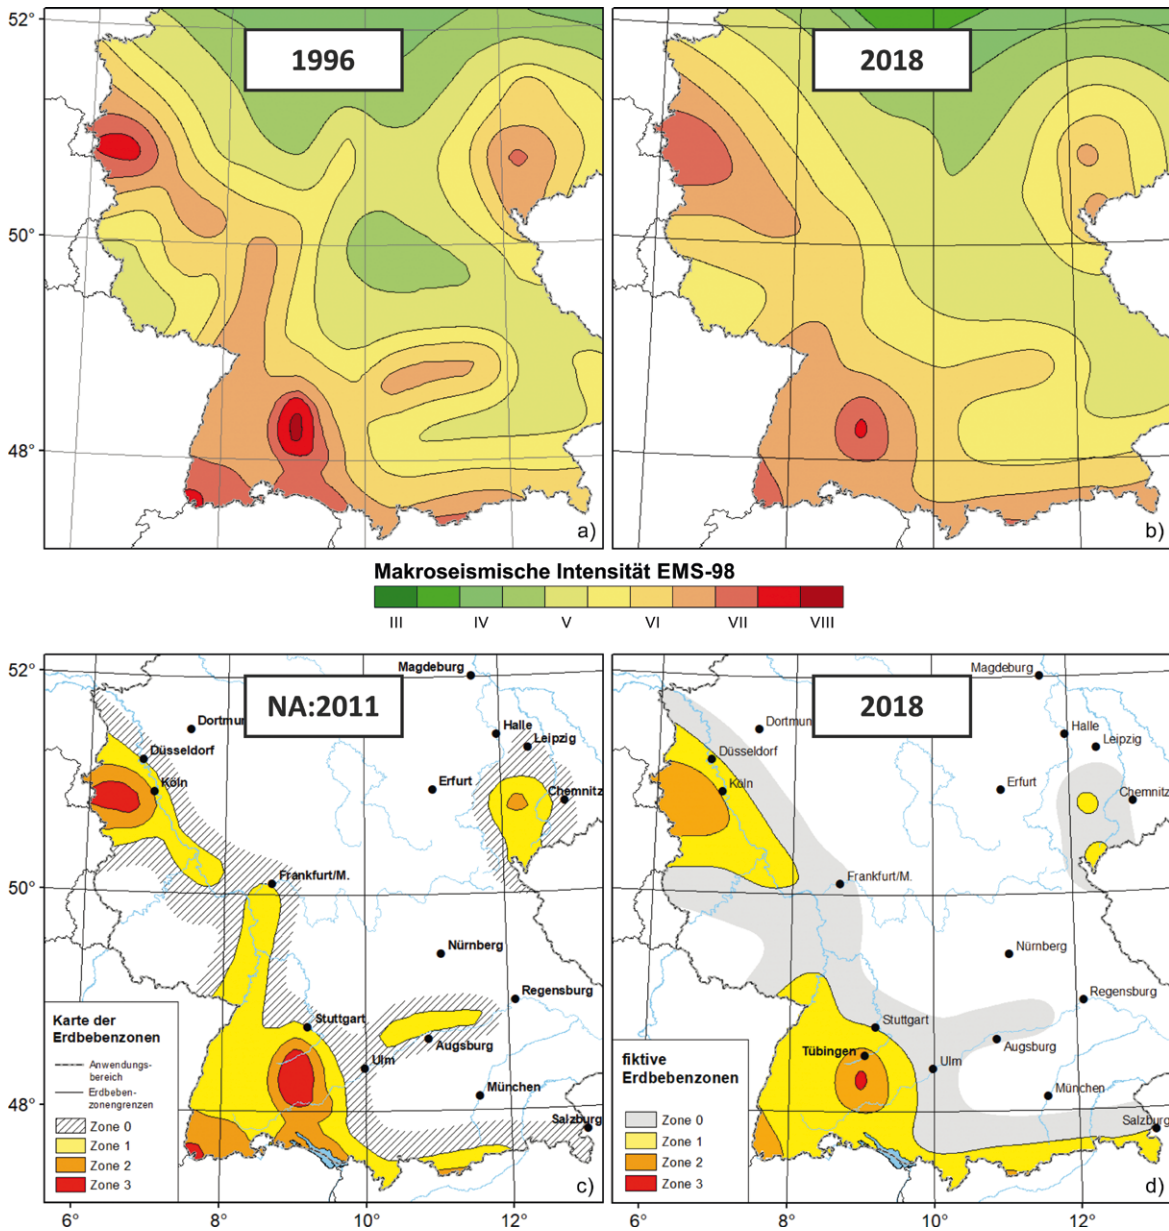 52°
1996
2018
50°
48°
a)
b)
Makroseismische Intensität EMS-98
III IV V VI VII VIII
52°
Magdeburg
NA:2011
Dortmun
Halle
Leipzig
Düsseldorf
Köln
Erfurt
Chemnitz
50°
Frankfurt/M.
Nürnberg
Regensburg
Stuttgart
Augsburg
Ulm
München
48°
Salzburg
Karte der
Erdbebenzonen
Anwendungs-
bereich
Erdbeben-
zonengrenzen
Zone 0
Zone 1
Zone 2
Zone 3
c)
6° 8° 10° 12°
Magdeburg
2018
Dortmun
Halle
Leipzig
Düsseldorf
Köln
Erfurt
Chemnitz
Frankfurt/M.
Nürnberg
Regensburg
Stuttgart
Tübingen
Augsburg
Ulm
München
Salzburg
fiktive
Erdbebenzonen
Zone 0
Zone 1
Zone 2
Zone 3
d)
6° 8° 10° 12°